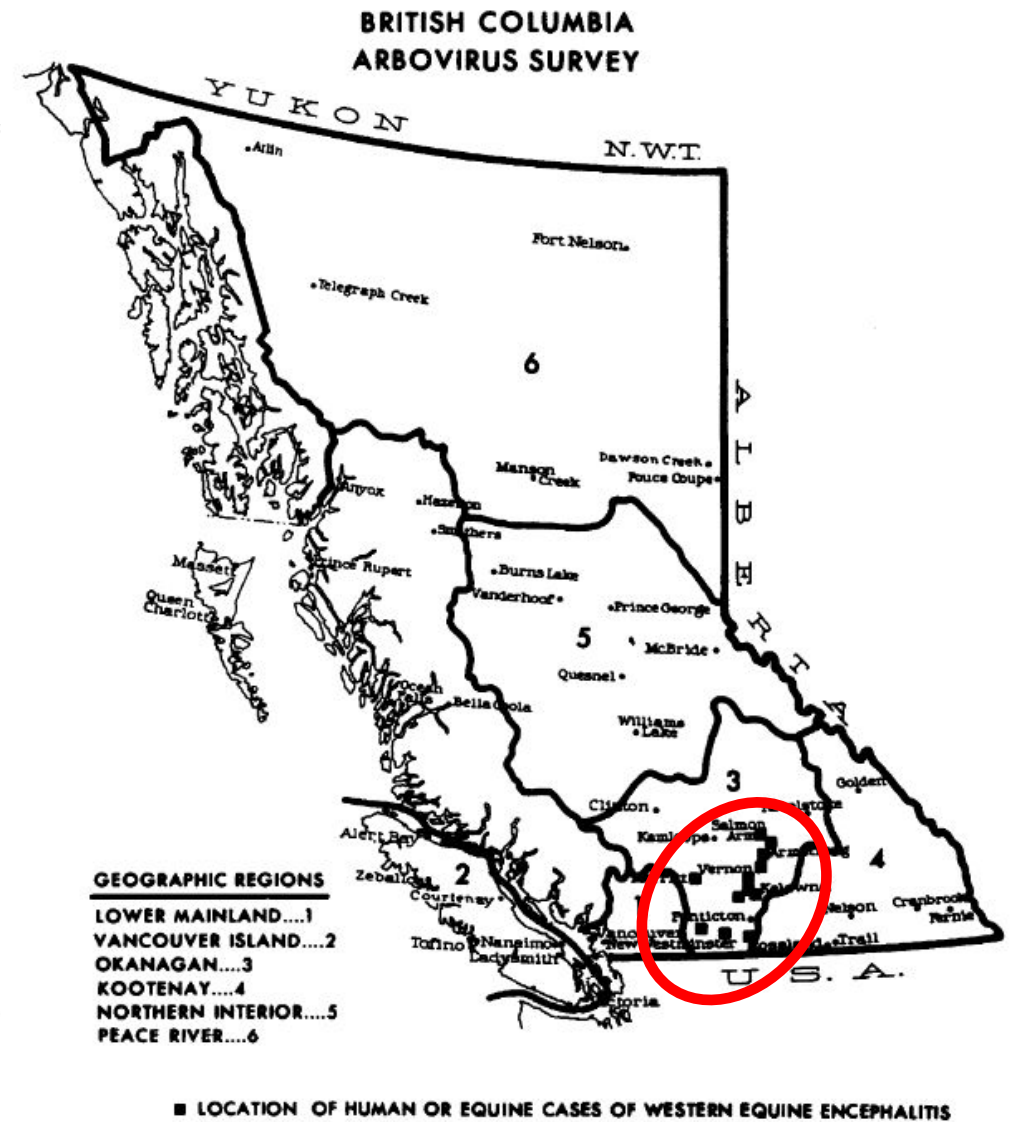 BRITISH COLUMBIA
ARBOVIRUS SURVEY
YUKON
N.W.T.
Atlin
Fort Nelson
Telegraph Creek
6
ALBERTA
Dawson Creek
Pouce Coupe
Manson
Creek
Anyox
Hazelton
Smithers
Prince Rupert
Massett
Queen
Charlotte
Burns Lake
Vanderhoof
Prince George
5
McBride
Quesnel
Ocean
Falls
Bella Coola
Williams
Lake
3
Golden
Clinton
Revelstoke
Salmon
Arm
Kamloops
Armstrong
Alert Bay
4
Vernon
2
Zeballos
Kelowna
Courtenay
1
Nelson
Cranbrook
Fernie
Penticton
Vancouver
New Westminster
Rossland
Trail
Tofino
Nanaimo
Ladysmith
U.S.A.
Victoria
GEOGRAPHIC REGIONS
LOWER MAINLAND....1
VANCOUVER ISLAND....2
OKANAGAN....3
KOOTENAY....4
NORTHERN INTERIOR....5
PEACE RIVER....6
■ LOCATION OF HUMAN OR EQUINE CASES OF WESTERN EQUINE ENCEPHALITIS